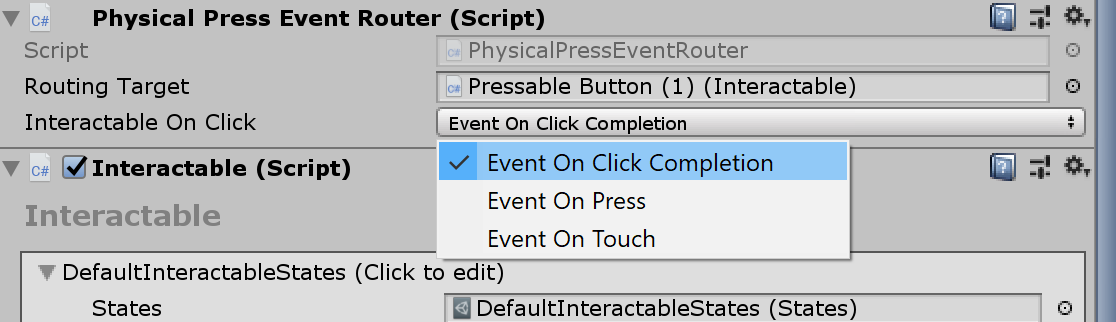 Physical Press Event Router (Script)
Script PhysicalPressEventRouter
Routing Target Pressable Button (1) (Interactable)
Interactable On Click Event On Click Completion
Event On Click Completion
Interactable (Script)
Event On Press
Interactable
Event On Touch
DefaultInteractableStates (Click to edit)
States DefaultInteractableStates (States)